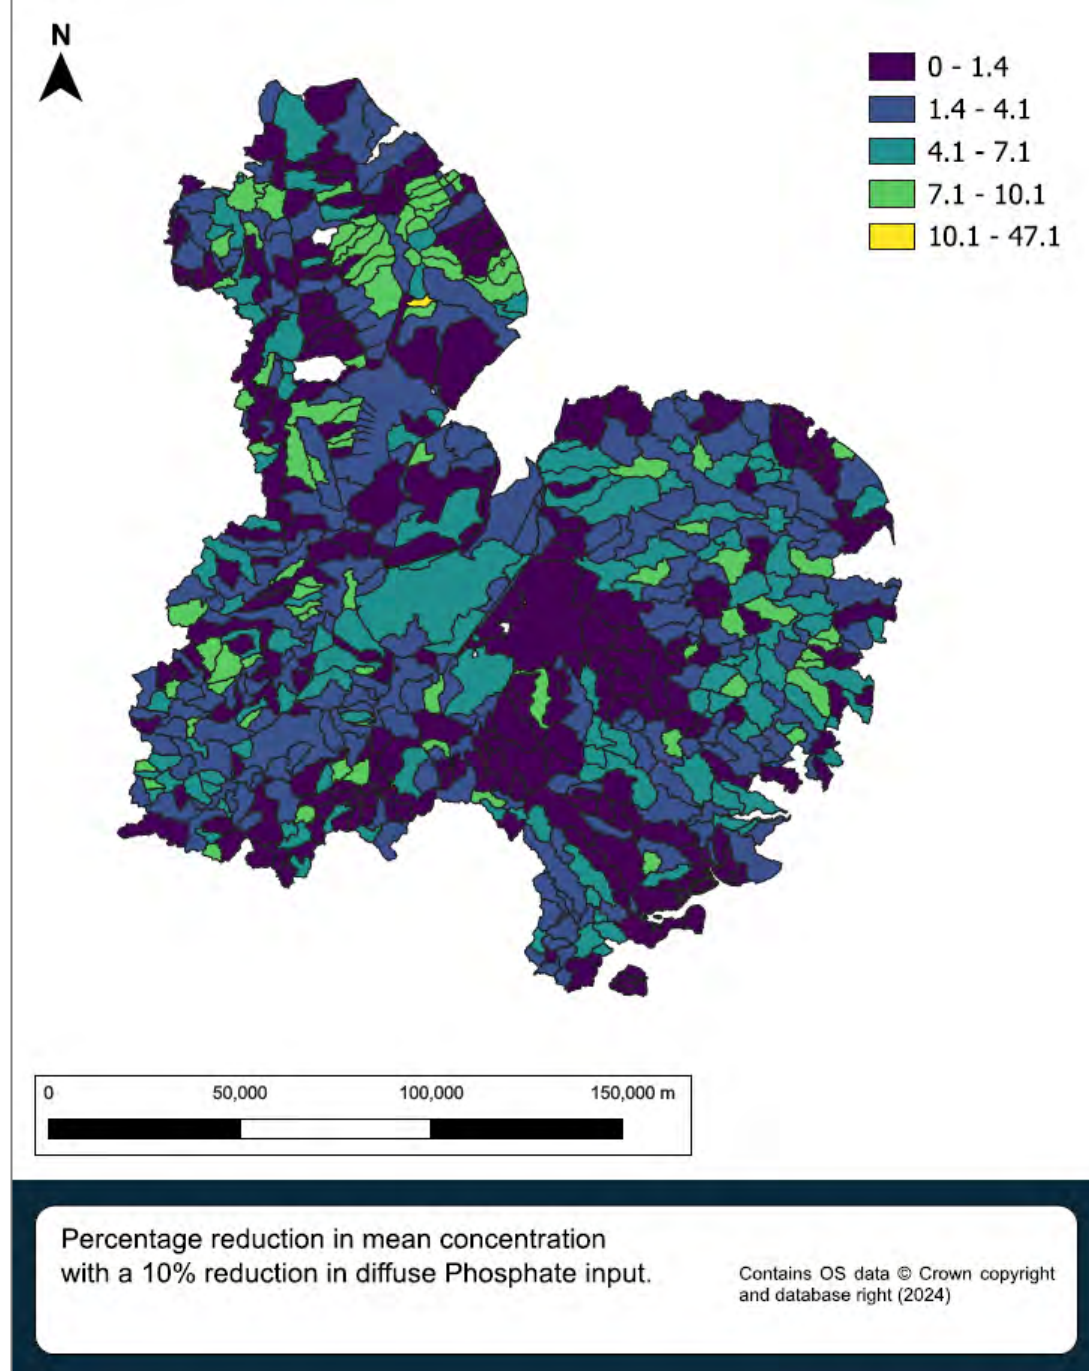 N
0 - 1.4
1.4 - 4.1
4.1 - 7.1
7.1 - 10.1
10.1 - 47.1
0 50,000 100,000 150,000 m
Percentage reduction in mean concentration
with a 10% reduction in diffuse Phosphate input.
Contains OS data © Crown copyright
and database right (2024)